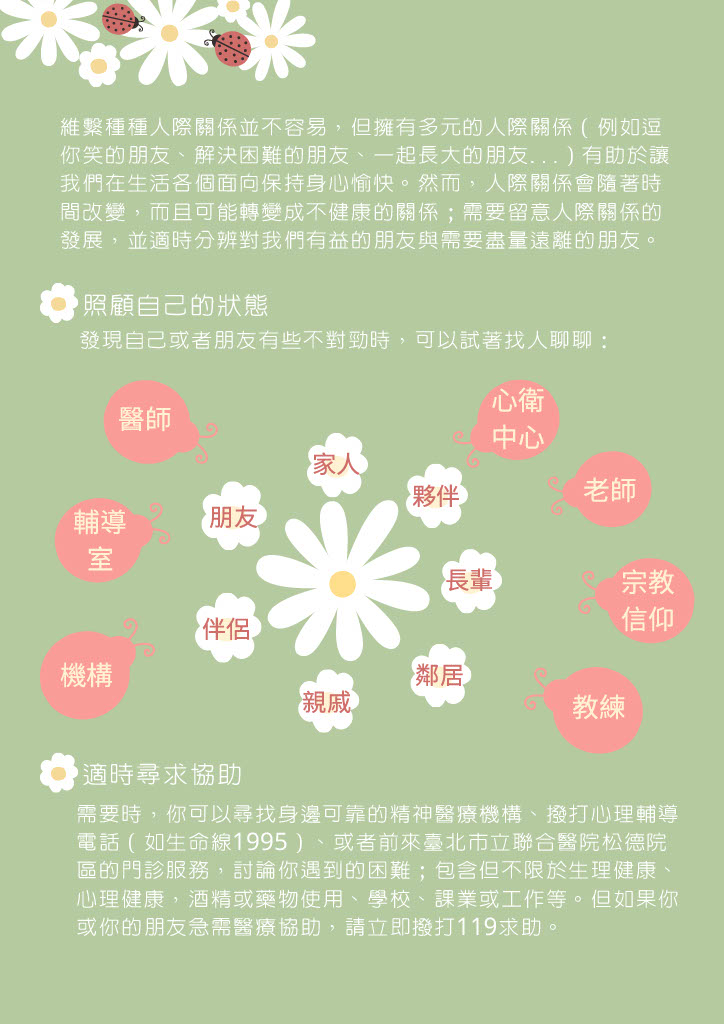 維繫種種人際關係並不容易，但擁有多元的人際關係（例如逗
你笑的朋友、解決困難的朋友、一起長大的朋友...）有助於讓
我們在生活各個面向保持身心愉快。然而，人際關係會隨著時
間改變，而且可能轉變成不健康的關係；需要留意人際關係的
發展，並適時分辨對我們有益的朋友與需要盡量遠離的朋友。
照顧自己的狀態
發現自己或者朋友有些不對勁時，可以試著找人聊聊：
醫師
心衛
中心
家人
夥伴
老師
朋友
輔導
室
長輩
宗教
信仰
伴侶
鄰居
機構
親戚
教練
適時尋求協助
需要時，你可以尋找身邊可靠的精神醫療機構、撥打心理輔導
電話（如生命線1995）、或者前來臺北市立聯合醫院松德院
區的門診服務，討論你遇到的困難；包含但不限於生理健康、
心理健康，酒精或藥物使用、學校、課業或工作等。但如果你
或你的朋友急需醫療協助，請立即撥打119求助。